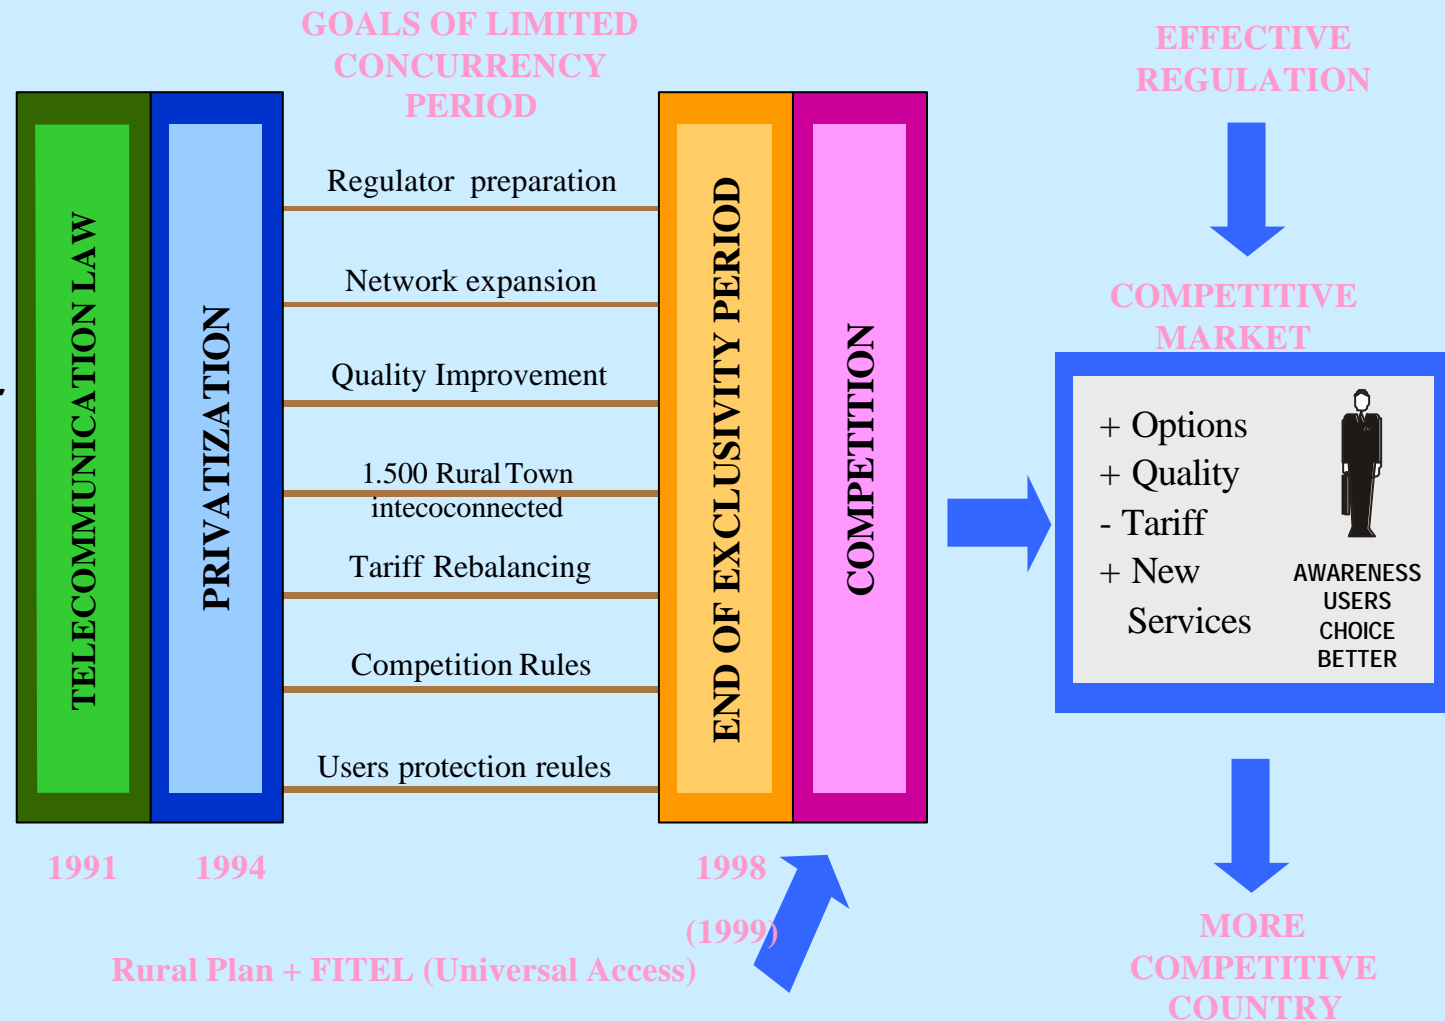 GOALS OF LIMITED
CONCURRENCY
PERIOD
TELECOMMUNICATION LAW
PRIVATIZATION
Regulator preparation
Network expansion
Quality Improvement
1.500 Rural Town
intecoconnected
Tariff Rebalancing
Competition Rules
Users protection reules
END OF EXCLUSIVITY PERIOD
COMPETITION
1991
1994
1998
(1999)
Rural Plan + FITEL (Universal Access)
EFFECTIVE
REGULATION
COMPETITIVE
MARKET
+ Options
+ Quality
- Tariff
+ New
Services
AWARENESS
USERS
CHOICE
BETTER
MORE
COMPETITIVE
COUNTRY